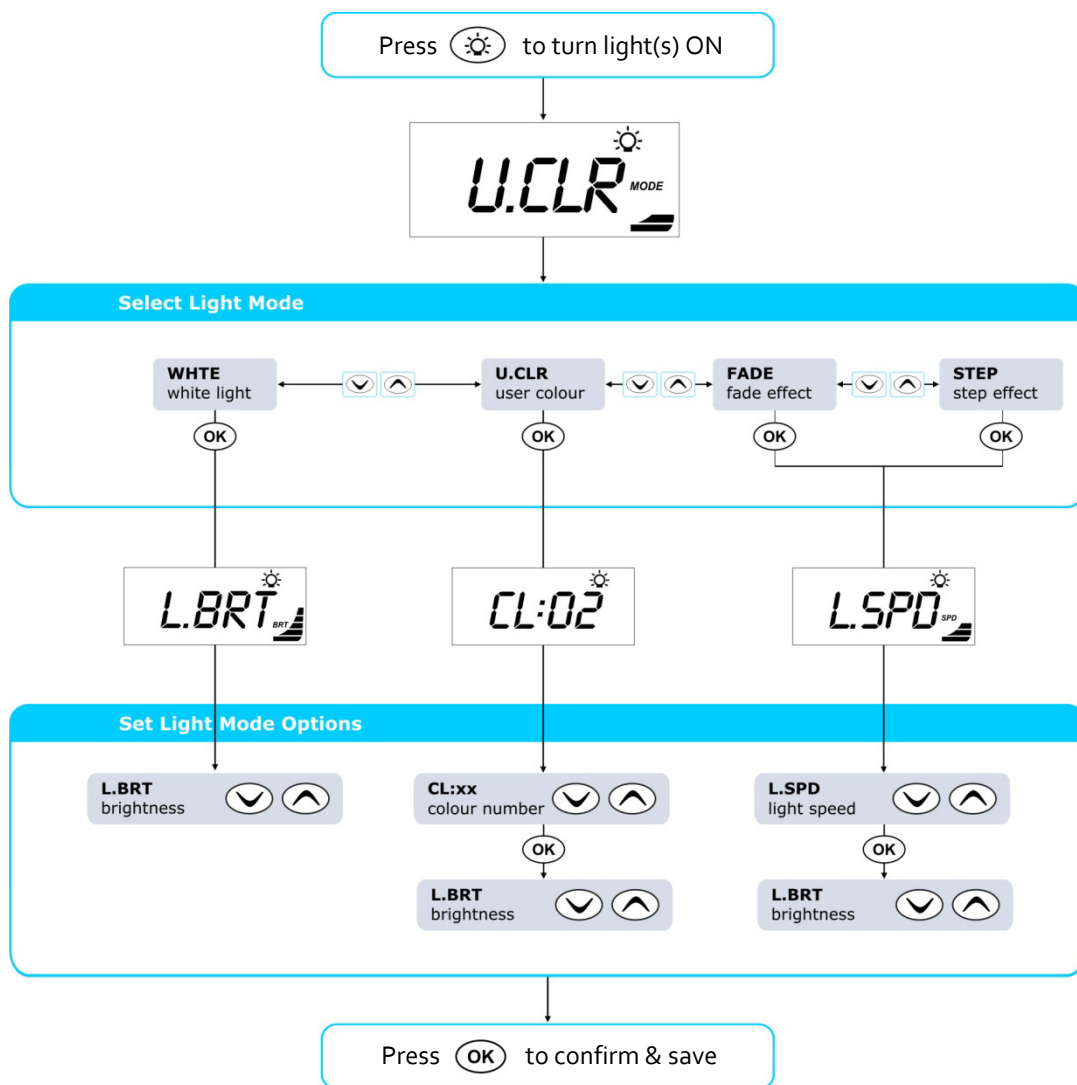 Press to turn light(s) ON
U.CLR MODE
Select Light Mode
WHTE
white light
U.CLR
user colour
FADE
fade effect
STEP
step effect
OK
OK
OK
OK
L.BRT BRT
CL:02
L.SPD SPD
Set Light Mode Options
L.BRT
brightness
CL:xx
colour number
L.SPD
light speed
OK
OK
L.BRT
brightness
L.BRT
brightness
Press OK to confirm & save